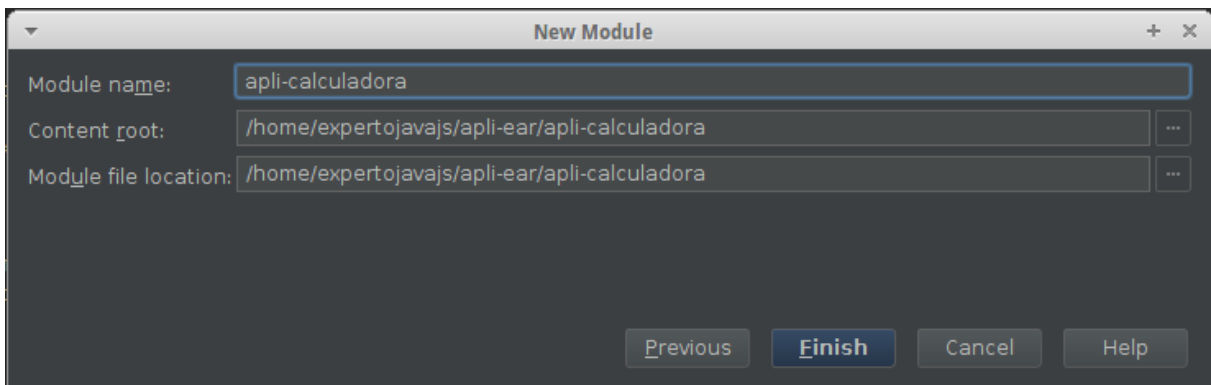 New Module
Module name: apli-calculadora
Content root: /home/expertojavajs/apli-ear/apli-calculadora ...
Module file location: /home/expertojavajs/apli-ear/apli-calculadora ...
Previous Finish Cancel Help